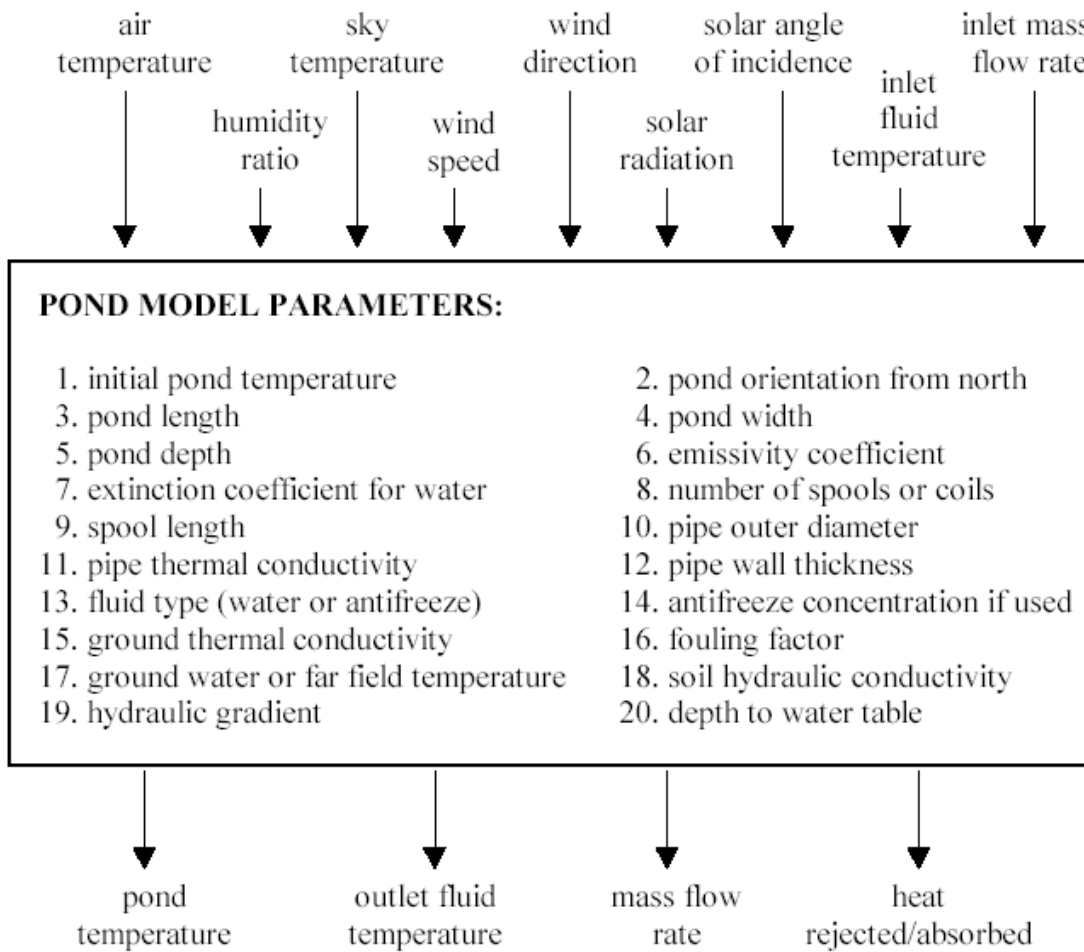 air
temperature
sky
temperature
wind
direction
solar angle
of incidence
inlet mass
flow rate
humidity
ratio
wind
speed
solar
radiation
inlet
fluid
temperature
POND MODEL PARAMETERS:
1. initial pond temperature
2. pond orientation from north
3. pond length
4. pond width
5. pond depth
6. emissivity coefficient
7. extinction coefficient for water
8. number of spools or coils
9. spool length
10. pipe outer diameter
11. pipe thermal conductivity
12. pipe wall thickness
13. fluid type (water or antifreeze)
14. antifreeze concentration if used
15. ground thermal conductivity
16. fouling factor
17. ground water or far field temperature
18. soil hydraulic conductivity
19. hydraulic gradient
20. depth to water table
pond
temperature
outlet fluid
temperature
mass flow
rate
heat
rejected/absorbed